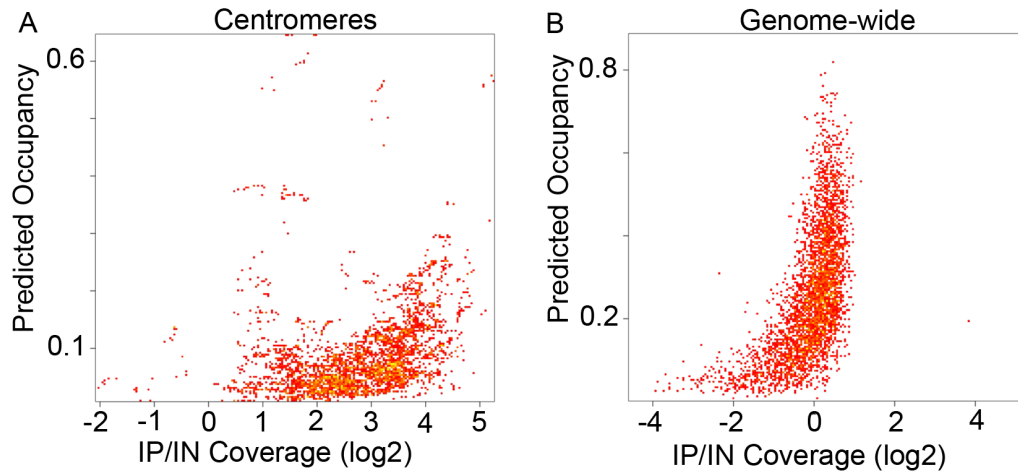 A Centromeres
Predicted Occupancy
0.6
0.1
-2 -1 0 1 2 3 4 5
IP/IN Coverage (log2)
B Genome-wide
Predicted Occupancy
0.8
0.2
-4 -2 0 2 4
IP/IN Coverage (log2)